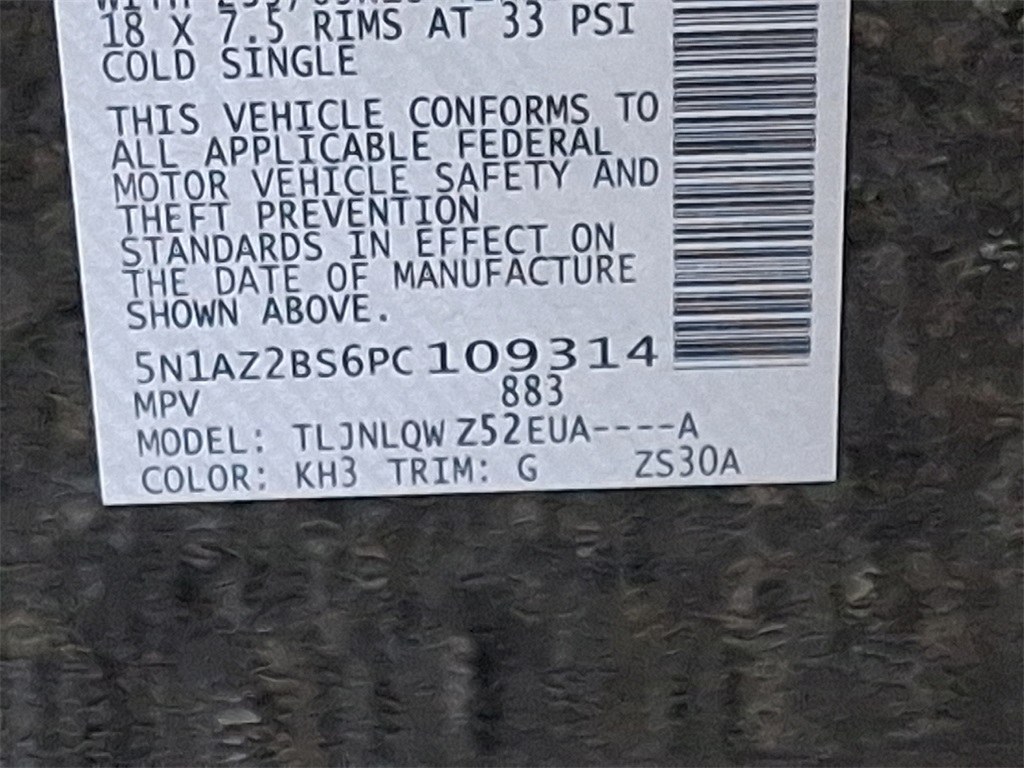 18 X 7.5 RIMS AT 33 PSI
COLD SINGLE
THIS VEHICLE CONFORMS TO
ALL APPLICABLE FEDERAL
MOTOR VEHICLE SAFETY AND
THEFT PREVENTION
STANDARDS IN EFFECT ON
THE DATE OF MANUFACTURE
SHOWN ABOVE.
5N1AZ2BS6PC109314
MPV 883
MODEL: TLJNLQW Z52EUA----A
COLOR: KH3 TRIM: G ZS30A